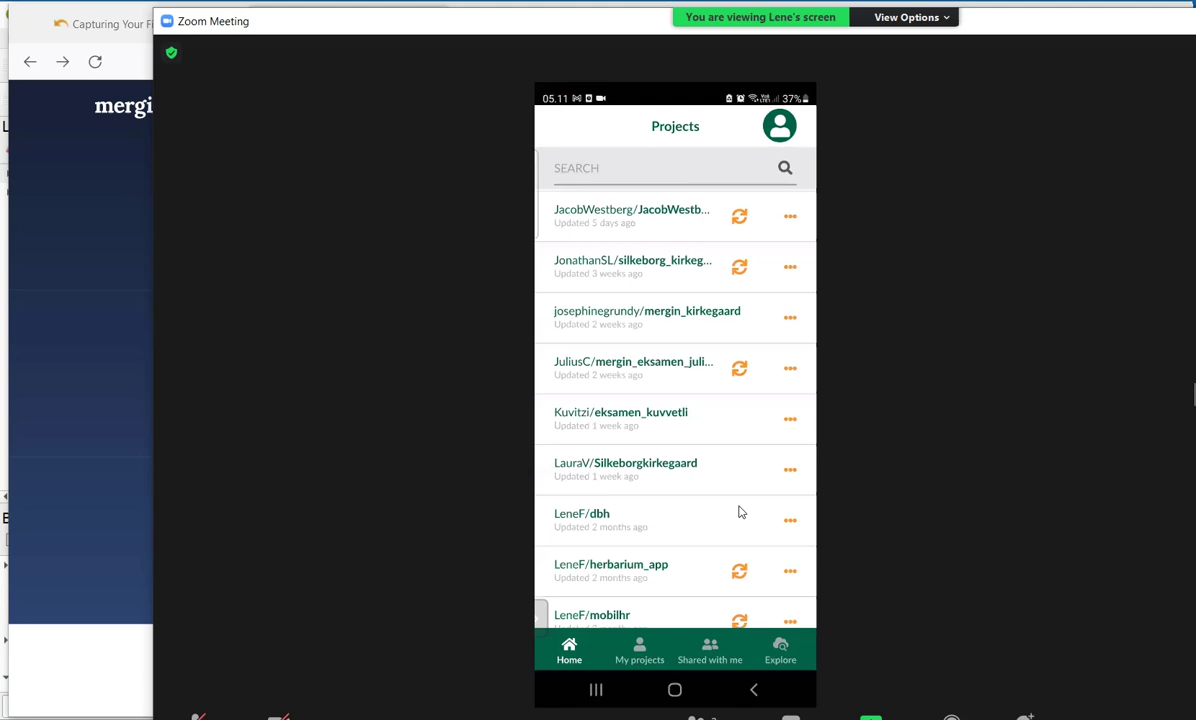 Capturing Your Fi
Zoom Meeting
You are viewing Lene's screen
View Options
mergi
05.11
37%
Projects
SEARCH
JacobWestberg/JacobWestb...
Updated 5 days ago
JonathanSL/silkeborg_kirkeg...
Updated 3 weeks ago
josephinegrundy/mergin_kirkegaard
Updated 2 weeks ago
JuliusC/mergin_eksamen_juli...
Updated 2 weeks ago
Kuvitzi/eksamen_kuvvetli
Updated 1 week ago
LauraV/Silkeborgkirkegaard
Updated 1 week ago
LeneF/dbh
Updated 2 months ago
LeneF/herbarium_app
Updated 2 months ago
LeneF/mobilhr
Home
My projects
Shared with me
Explore